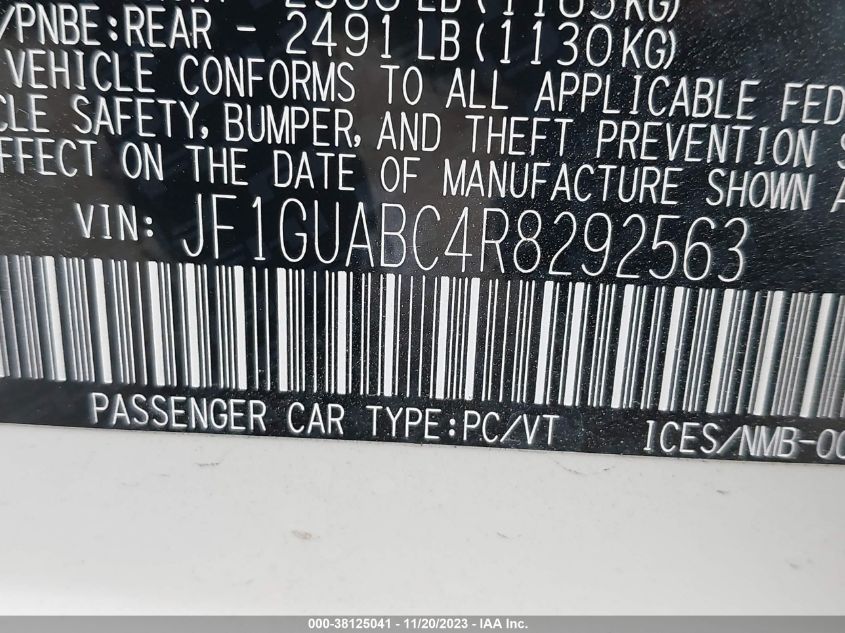 LB(1183KG)
/PNBE:REAR - 2491 LB(1130KG)
VEHICLE CONFORMS TO ALL APPLICABLE FED
CLE SAFETY, BUMPER, AND THEFT PREVENTION S
FFECT ON THE DATE OF MANUFACTURE SHOWN A
VIN: JF1GUABC4R8292563
PASSENGER CAR TYPE:PC/VT ICES/NMB-00
000-38125041 - 11/20/2023 - IAA Inc.